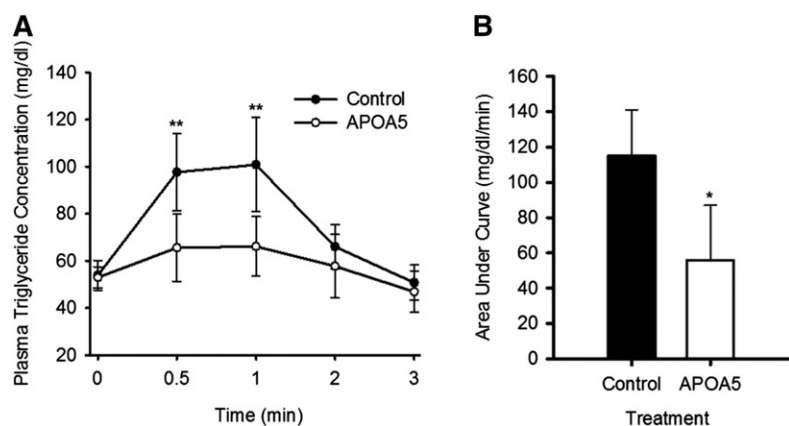 A
Plasma Triglyceride Concentration (mg/dl)
140
120
100
80
60
40
20
** **
Control
APOA5
0 0.5 1 2 3
Time (min)
B
Area Under Curve (mg/dl/min)
160
140
120
100
80
60
40
20
0
*
Control APOA5
Treatment